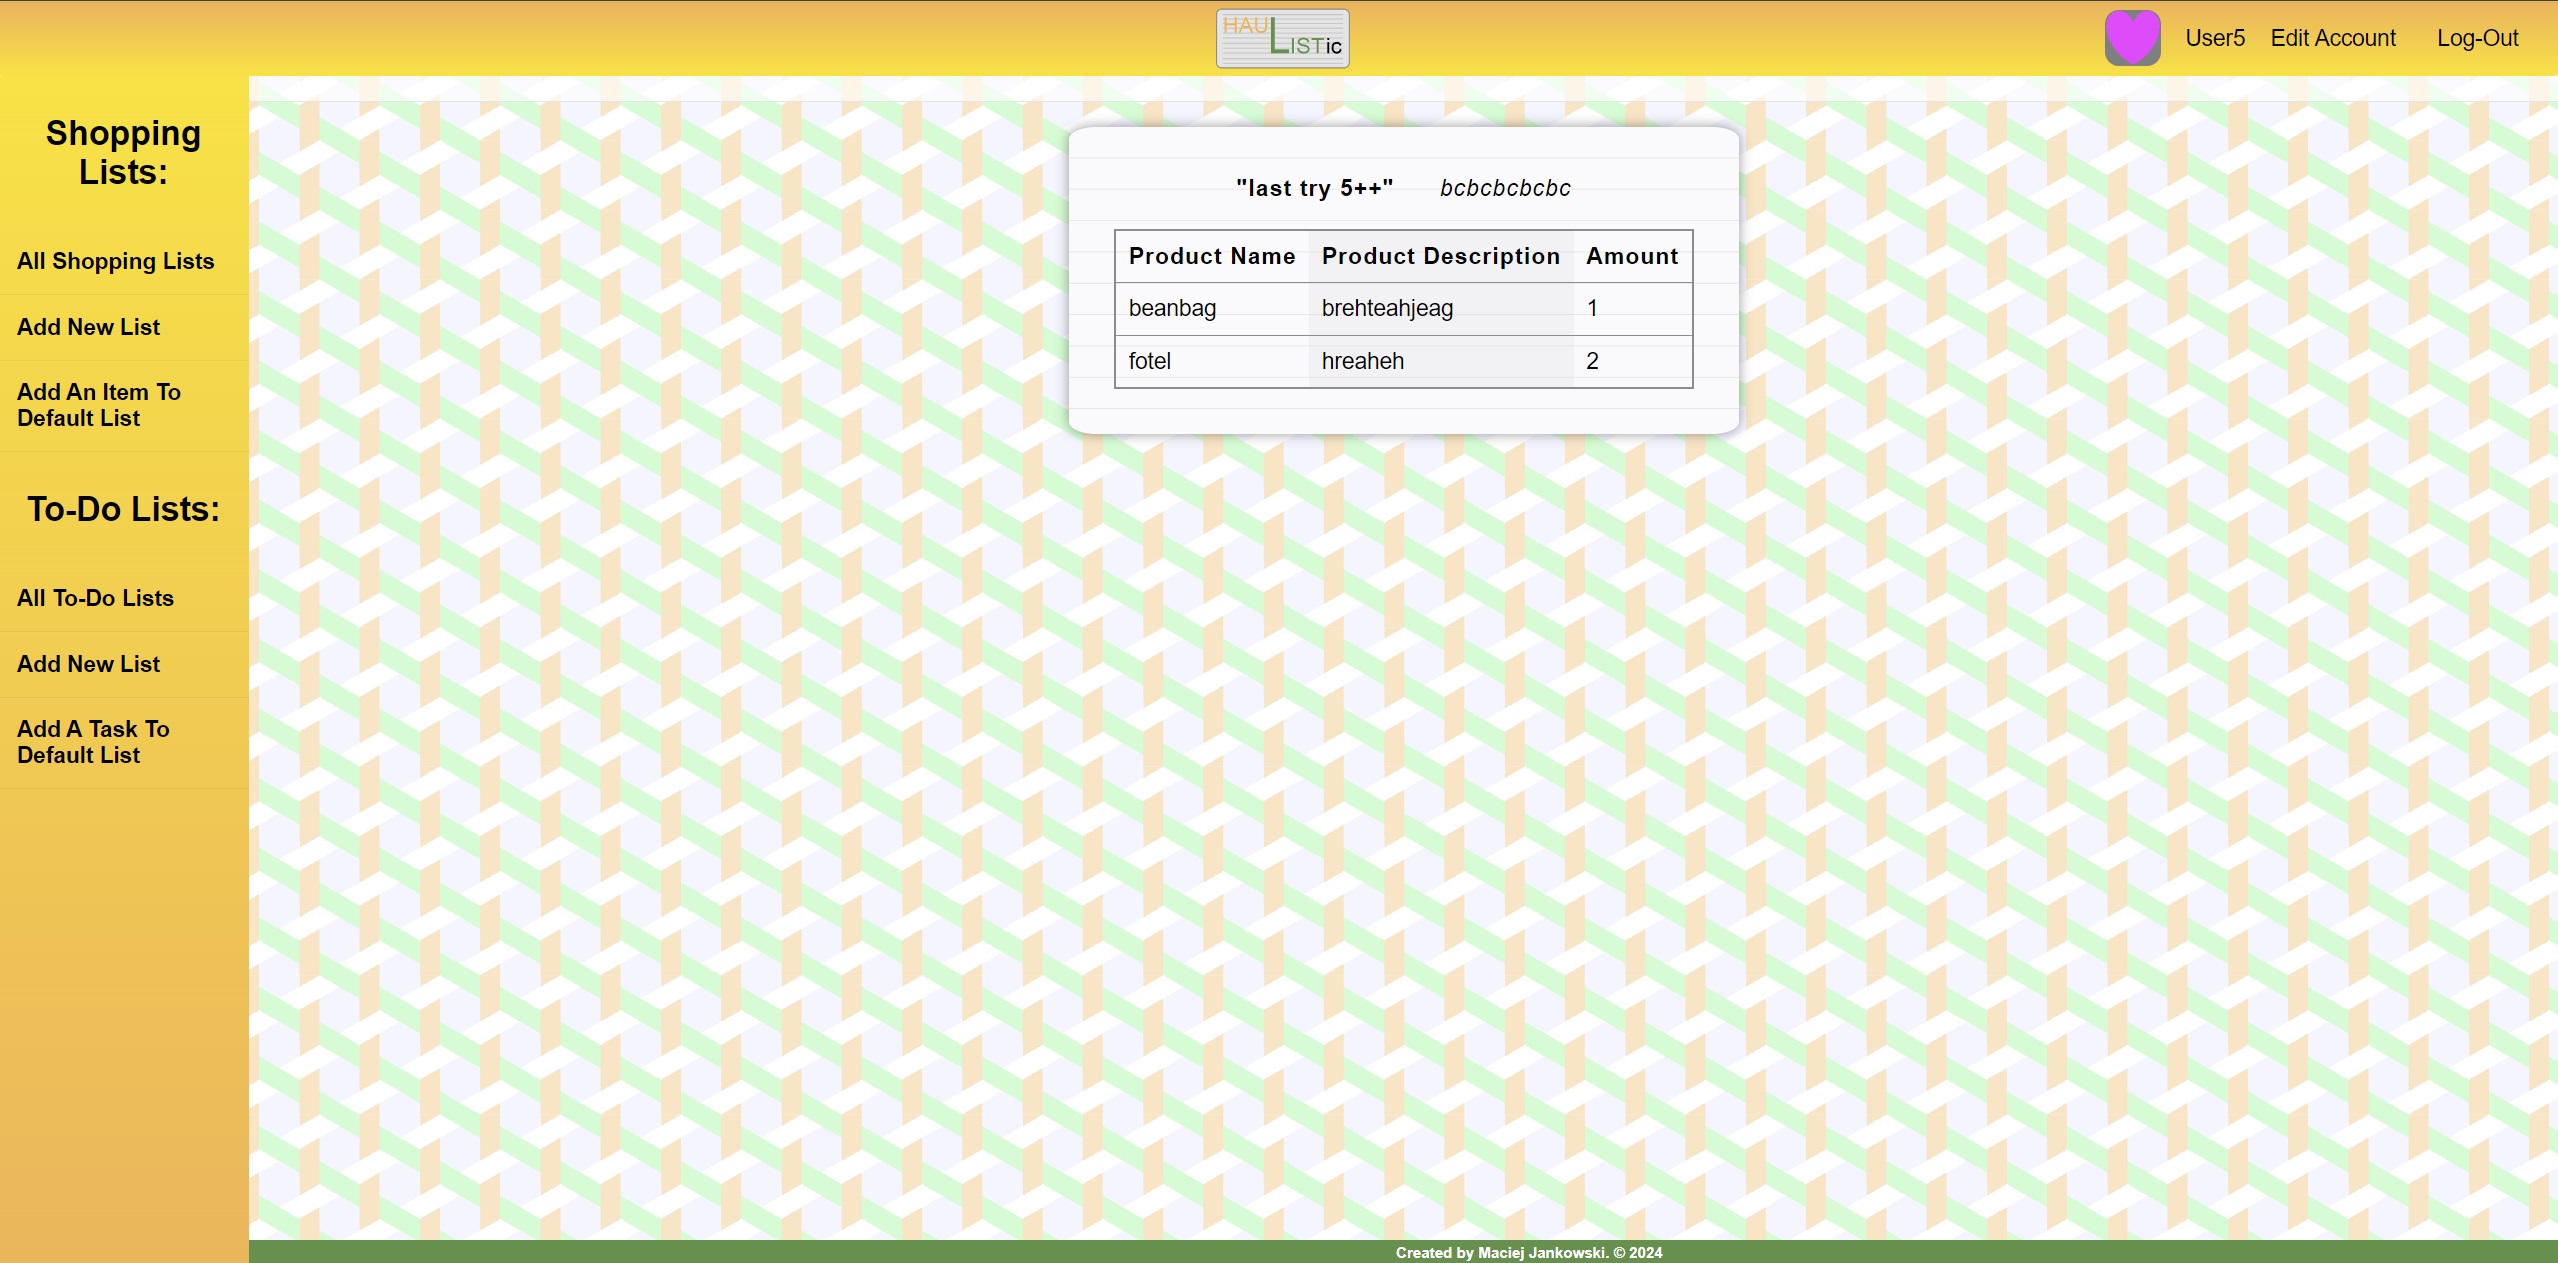 HAULISTic
User5 Edit Account Log-Out
Shopping
Lists:
All Shopping Lists
Add New List
Add An Item To
Default List
To-Do Lists:
All To-Do Lists
Add New List
Add A Task To
Default List
"last try 5++" bcbcbcbcbc
Product Name Product Description Amount
beanbag brehteahjeag 1
fotel hreaheh 2
Created by Maciej Jankowski. © 2024